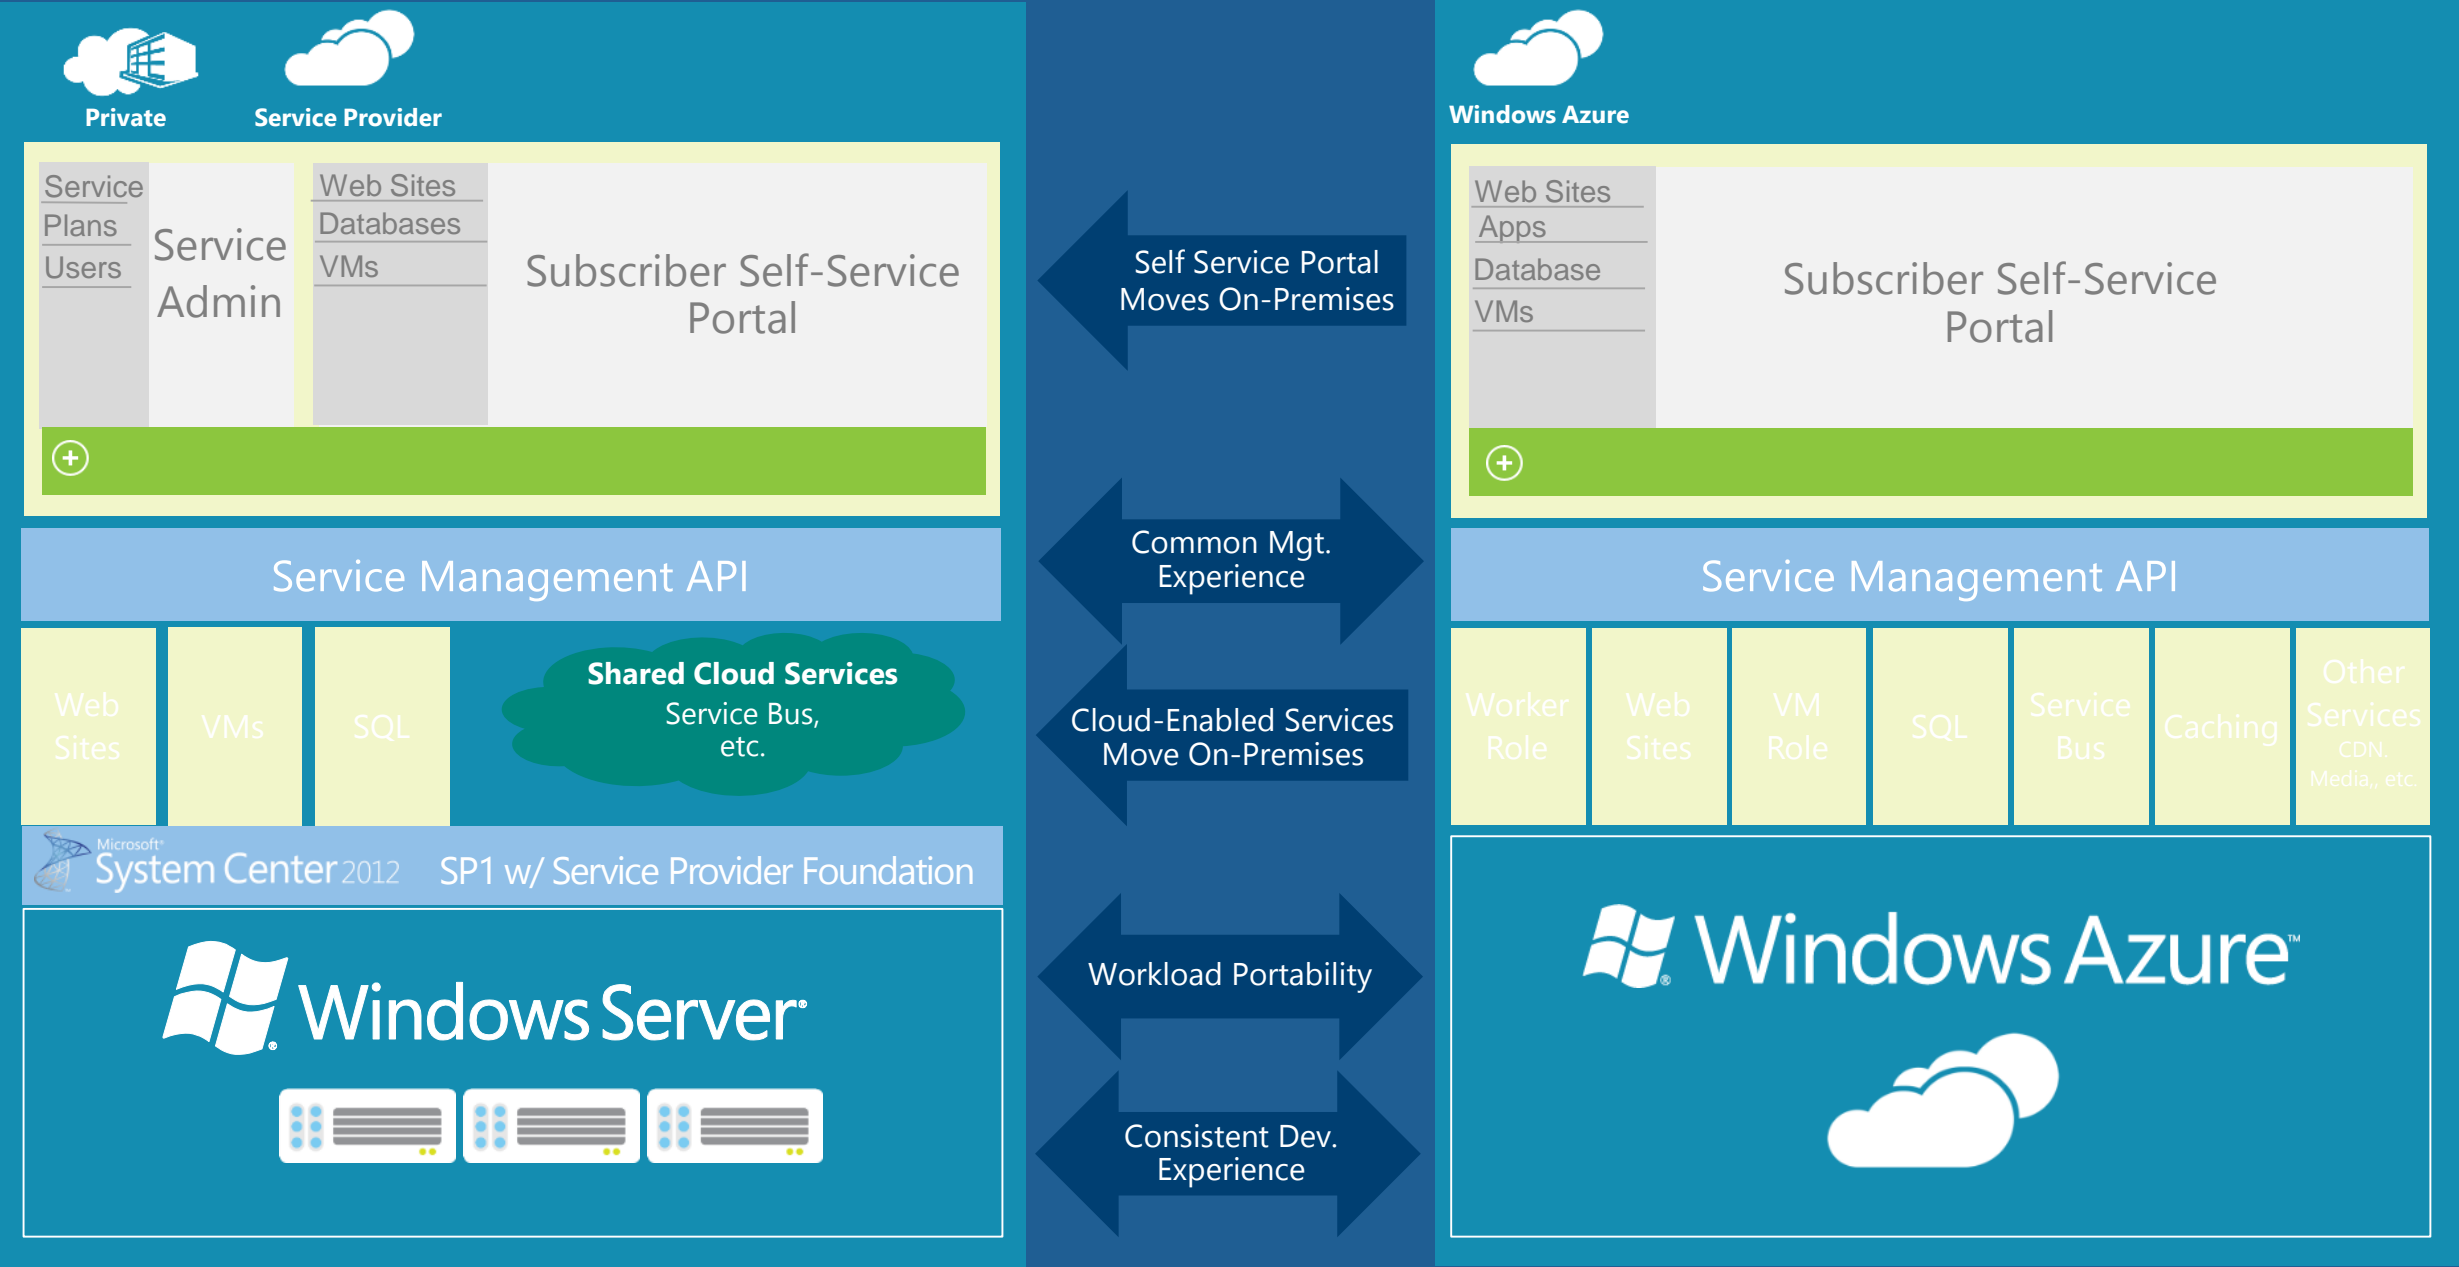 Private
Service Provider
Service
Plans
Users
Service
Admin
Web Sites
Databases
VMs
Subscriber Self-Service
Portal
Service Management API
Web
Sites
VMs
SQL
Shared Cloud Services
Service Bus,
etc.
Microsoft®
System Center 2012 SP1 w/ Service Provider Foundation
Windows Server®
Self Service Portal
Moves On-Premises
Common Mgt.
Experience
Cloud-Enabled Services
Move On-Premises
Workload Portability
Consistent Dev.
Experience
Windows Azure
Web Sites
Apps
Database
VMs
Subscriber Self-Service
Portal
Service Management API
Worker
Role
Web
Sites
VM
Role
SQL
Service
Bus
Caching
Other
Services
CDN.
Media,, etc.
Windows Azure™